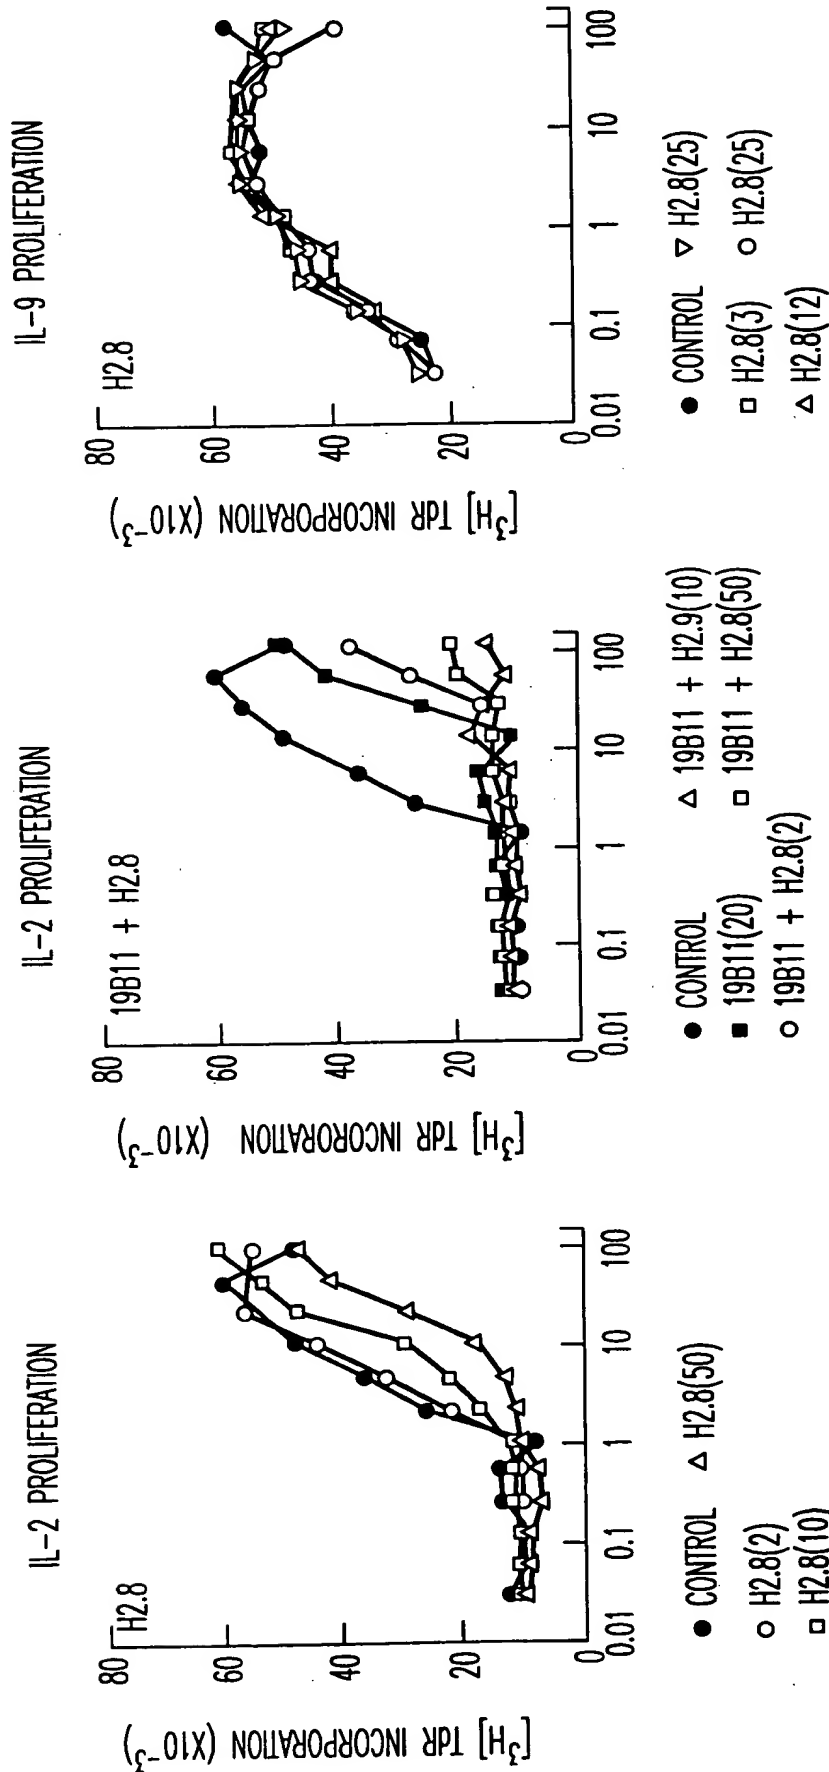 IL-2 PROLIFERATION
H2.8
[³H] TdR INCORPORATION (X10⁻³)
80
60
40
20
0
0.01
0.1
1
10
100
● CONTROL △ H2.8(50)
○ H2.8(2)
□ H2.8(10)
IL-2 PROLIFERATION
19B11 + H2.8
[³H] TdR INCORORATION (X10⁻³)
80
60
40
20
0
0.01
0.1
1
10
100
● CONTROL △ 19B11 + H2.9(10)
■ 19B11(20) □ 19B11 + H2.8(50)
○ 19B11 + H2.8(2)
IL-9 PROLIFERATION
H2.8
[³H] TdR INCORPORATION (X10⁻³)
80
60
40
20
0
0.01
0.1
1
10
100
● CONTROL ▽ H2.8(25)
□ H2.8(3) ○ H2.8(25)
△ H2.8(12)